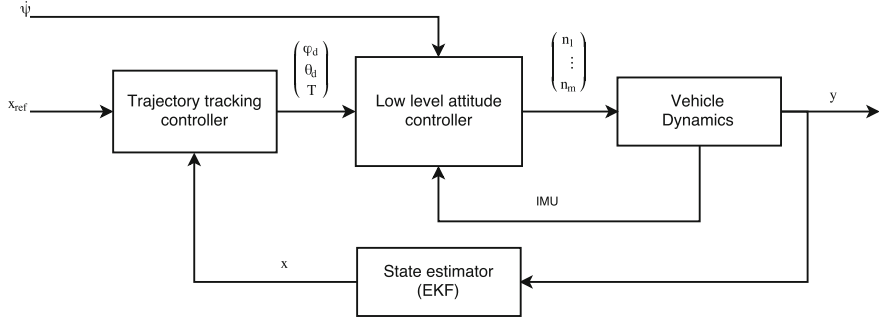 ψ̇
x_ref
Trajectory tracking
controller
φ_d
θ_d
T
Low level attitude
controller
n_1
⋮
n_m
Vehicle
Dynamics
y
IMU
x
State estimator
(EKF)